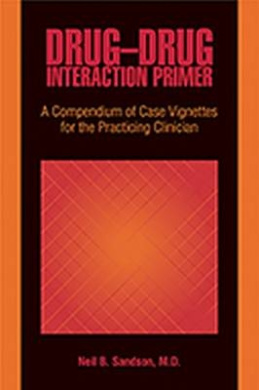 DRUG–DRUG
INTERACTION PRIMER
A Compendium of Case Vignettes
for the Practicing Clinician
Neil B. Sandson, M.D.